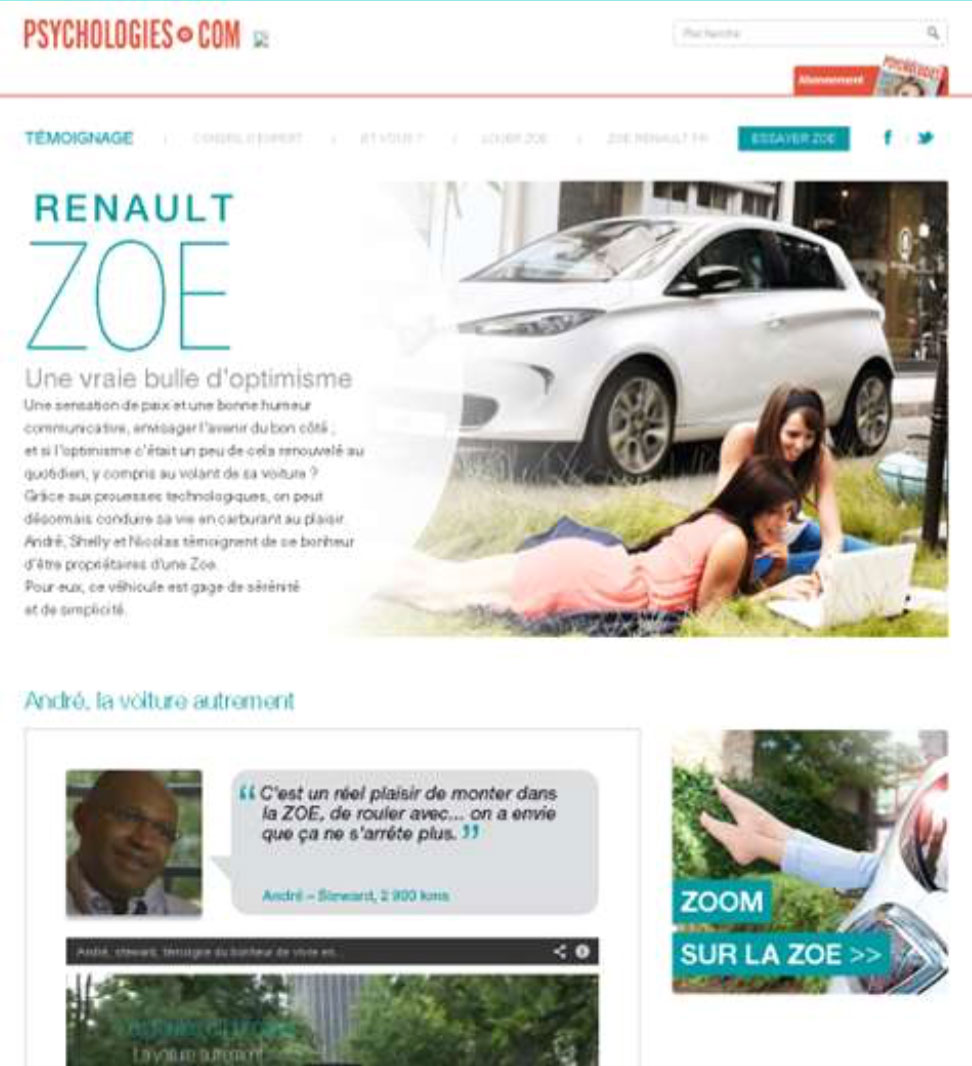 PSYCHOLOGIES COM
Recherche
Abonnement
PSYCHOLOGIES
TÉMOIGNAGE
CONSEIL D'EXPERT
ET VOUS ?
LOUER ZOE
ZOE RENAULT FR
ESSAYER ZOE
RENAULT
ZOE
Une vraie bulle d'optimisme
Une sensation de paix et une bonne humeur
communicative, envisager l'avenir du bon côté ;
et si l'optimisme c'était un peu de cela renouvelé au
quotidien, y compris au volant de sa voiture ?
Grâce aux prouesses technologiques, on peut
désormais conduire sa vie en carburant au plaisir.
André, Shelly et Nicolas témoignent de ce bonheur
d'être propriétaires d'une Zoe.
Pour eux, ce véhicule est gage de sérénité
et de simplicité.
André, la voiture autrement
“ C'est un réel plaisir de monter dans
la ZOE, de rouler avec... on a envie
que ça ne s'arrête plus. ”
André – Steward, 2 900 kms
André, steward, témoigne du bonheur de vivre en...
La voiture autrement
ZOOM
SUR LA ZOE >>